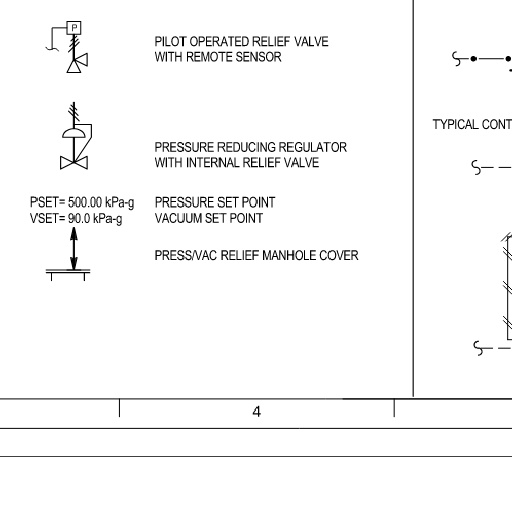 P
PILOT OPERATED RELIEF VALVE
WITH REMOTE SENSOR
PRESSURE REDUCING REGULATOR
WITH INTERNAL RELIEF VALVE
PSET= 500.00 kPa-g PRESSURE SET POINT
VSET= 90.0 kPa-g VACUUM SET POINT
PRESS/VAC RELIEF MANHOLE COVER
TYPICAL CONT
4